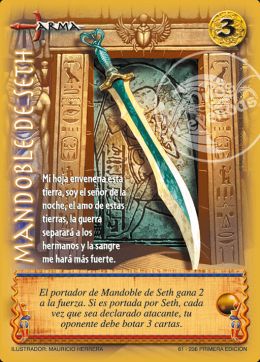 ARMA
3
MANDOBLE DE SETH
Mi hoja envenena esta
tierra, soy el señor de la
noche, el amo de estas
tierras, la guerra
separará a los
hermanos y la sangre
me hará más fuerte.
El portador de Mandoble de Seth gana 2
a la fuerza. Si es portada por Seth, cada
vez que sea declarado atacante, tu
oponente debe botar 3 cartas.
ILUSTRADOR: MAURICIO HERRERA
61 - 236 PRIMERA EDICION